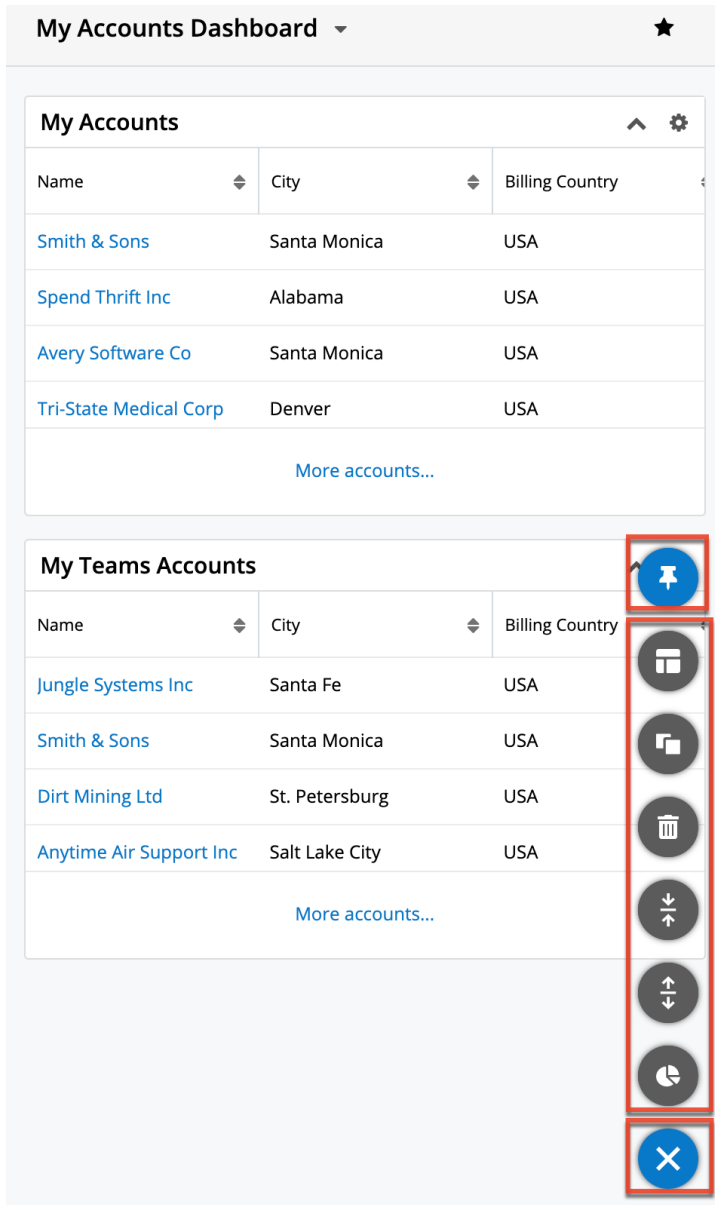 My Accounts Dashboard
My Accounts
Name City Billing Country
Smith & Sons Santa Monica USA
Spend Thrift Inc Alabama USA
Avery Software Co Santa Monica USA
Tri-State Medical Corp Denver USA
More accounts...
My Teams Accounts
Name City Billing Country
Jungle Systems Inc Santa Fe USA
Smith & Sons Santa Monica USA
Dirt Mining Ltd St. Petersburg USA
Anytime Air Support Inc Salt Lake City USA
More accounts...